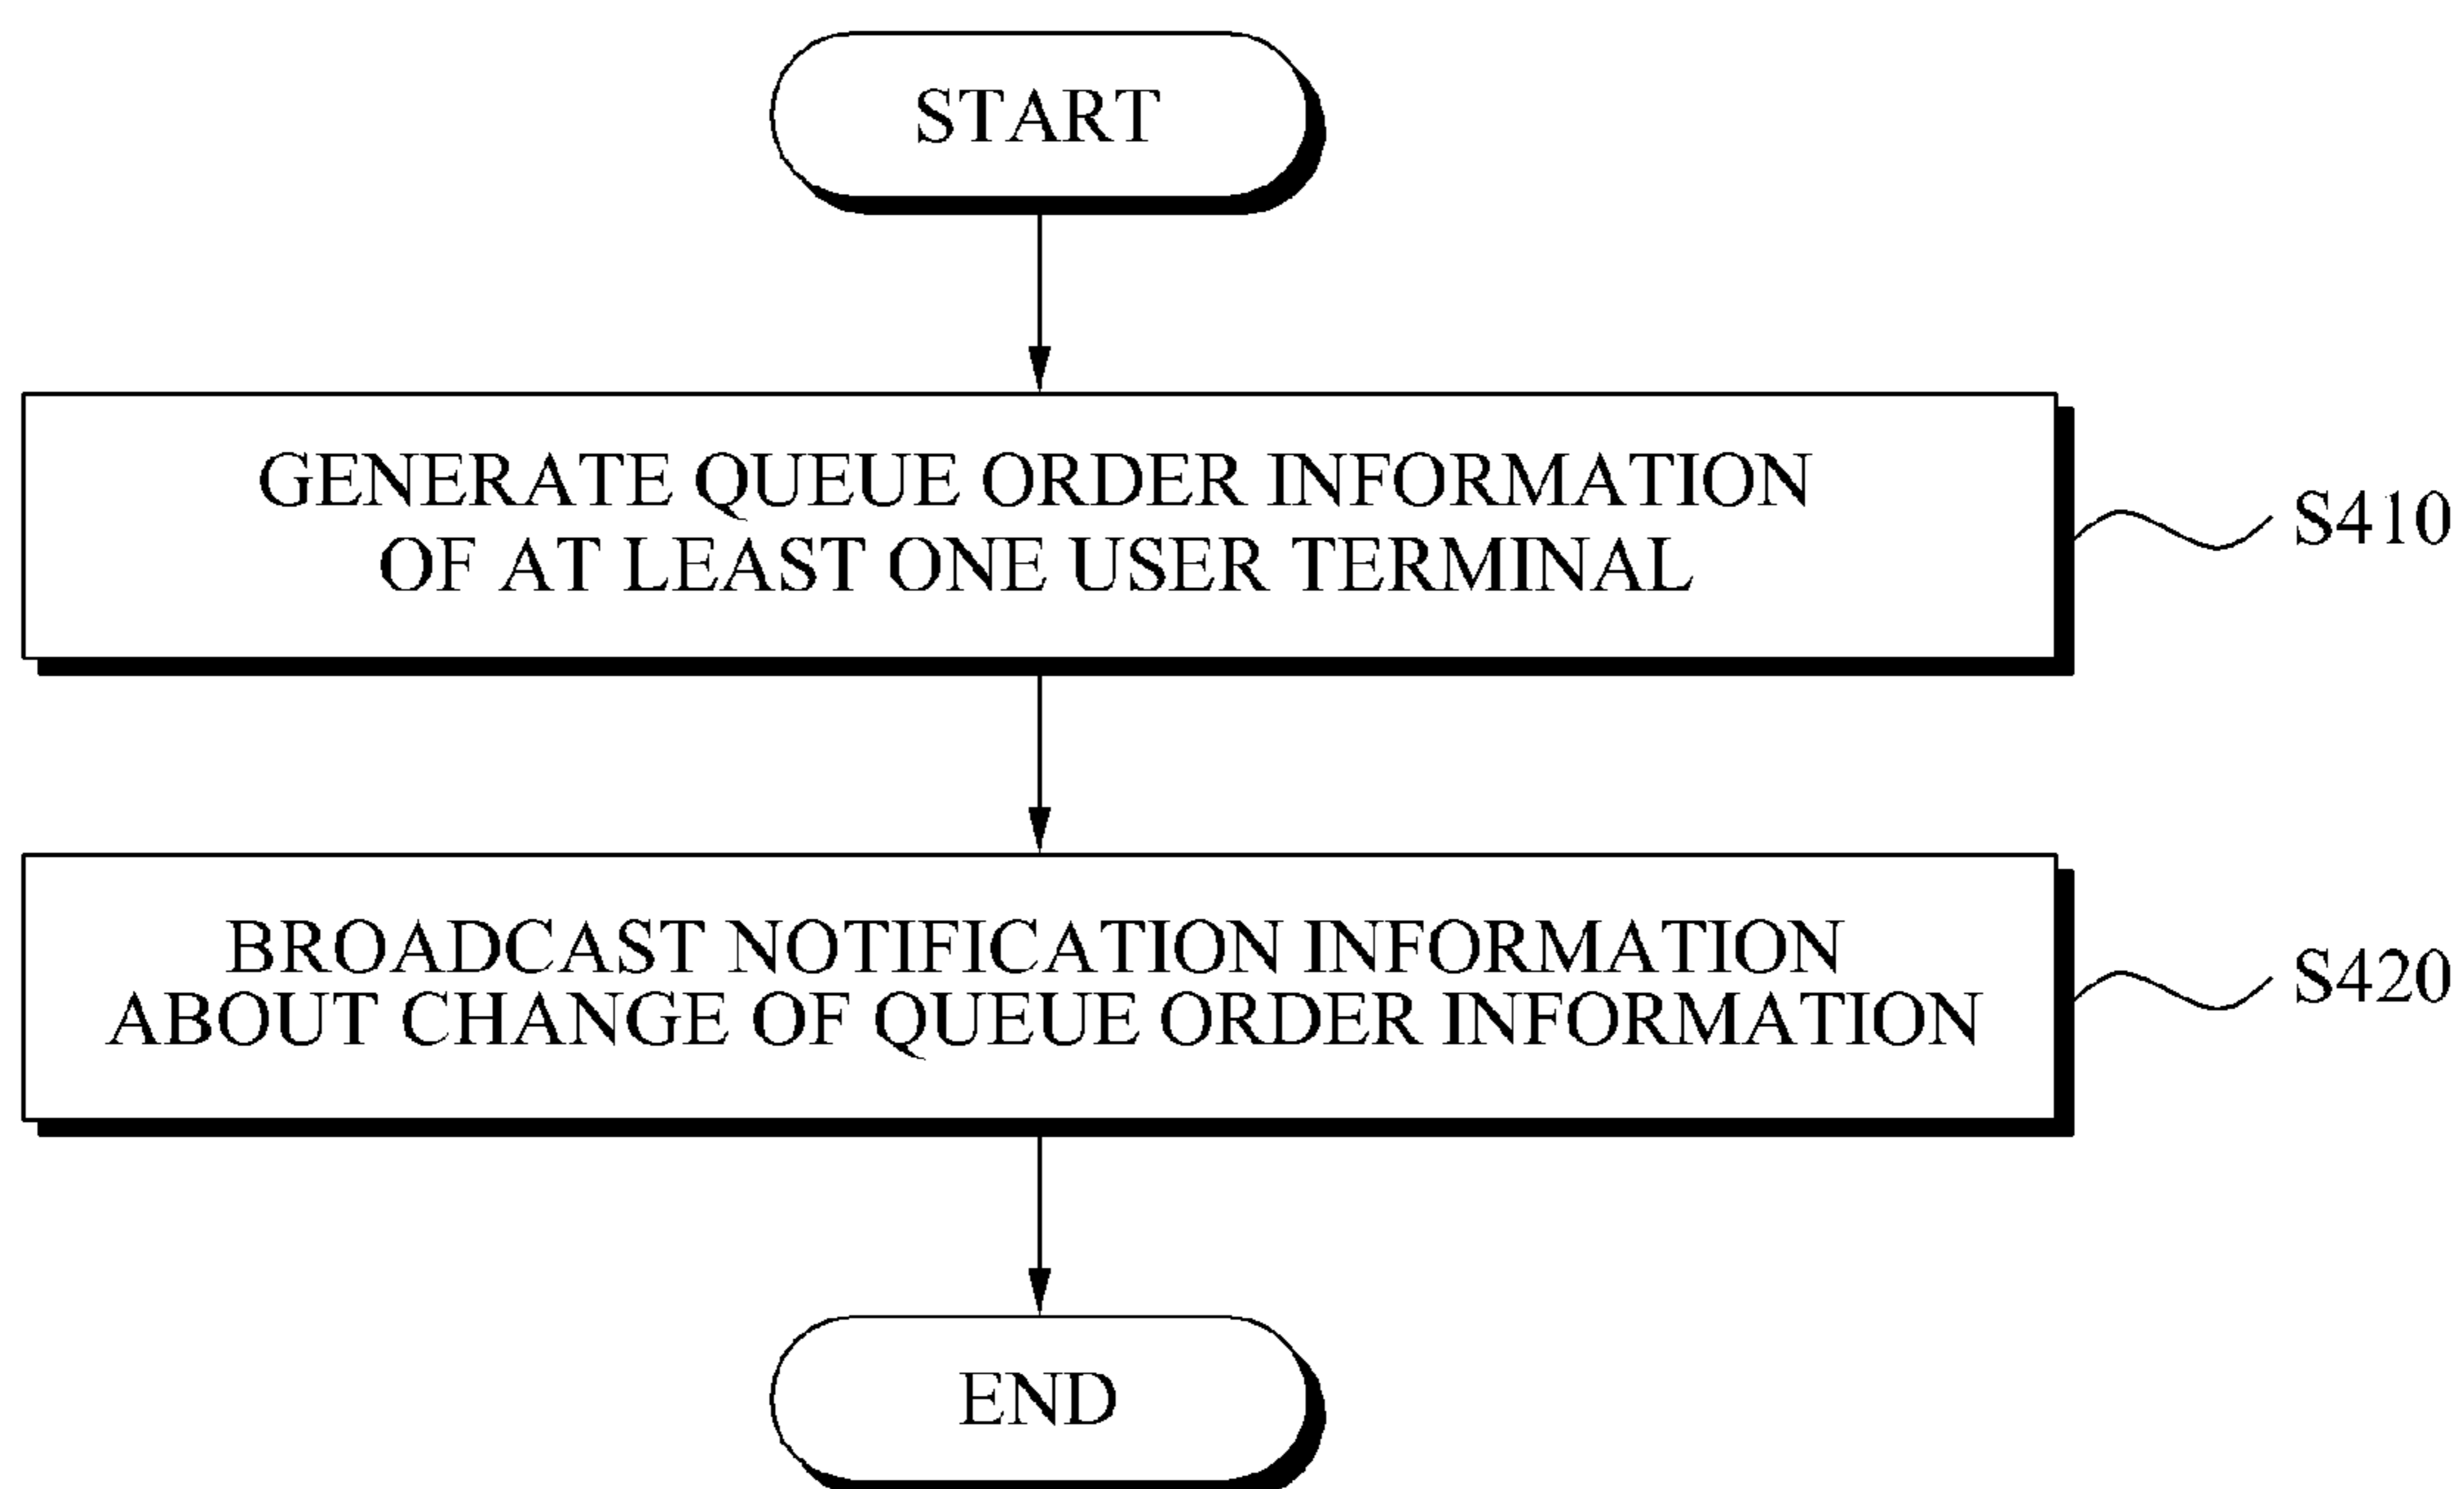 START
GENERATE QUEUE ORDER INFORMATION
OF AT LEAST ONE USER TERMINAL
S410
BROADCAST NOTIFICATION INFORMATION
ABOUT CHANGE OF QUEUE ORDER INFORMATION
S420
END